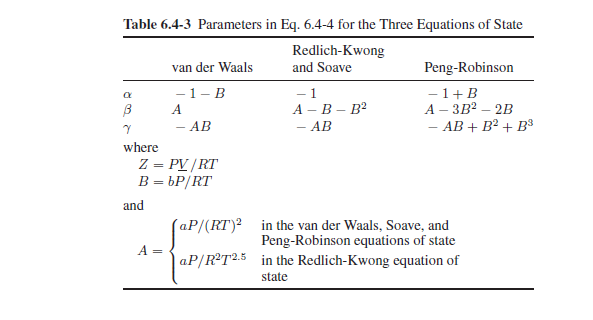 Table 6.4-3 Parameters in Eq. 6.4-4 for the Three Equations of State
Redlich-Kwong
van der Waals and Soave Peng-Robinson
α − 1 − B − 1 − 1 + B
β A A − B − B² A − 3B² − 2B
γ − AB − AB − AB + B² + B³
where
Z = PV/RT
B = bP/RT
and
A = { aP/(RT)² in the van der Waals, Soave, and
Peng-Robinson equations of state
aP/R²T²·⁵ in the Redlich-Kwong equation of
state